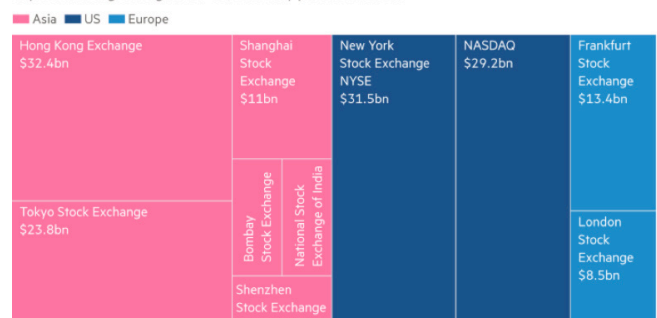 Asia US Europe
Hong Kong Exchange
$32.4bn
Tokyo Stock Exchange
$23.8bn
Shanghai
Stock
Exchange
$11bn
Bombay
Stock Exchange
National Stock
Exchange of India
Shenzhen
Stock Exchange
New York
Stock Exchange
NYSE
$31.5bn
NASDAQ
$29.2bn
Frankfurt
Stock
Exchange
$13.4bn
London
Stock
Exchange
$8.5bn